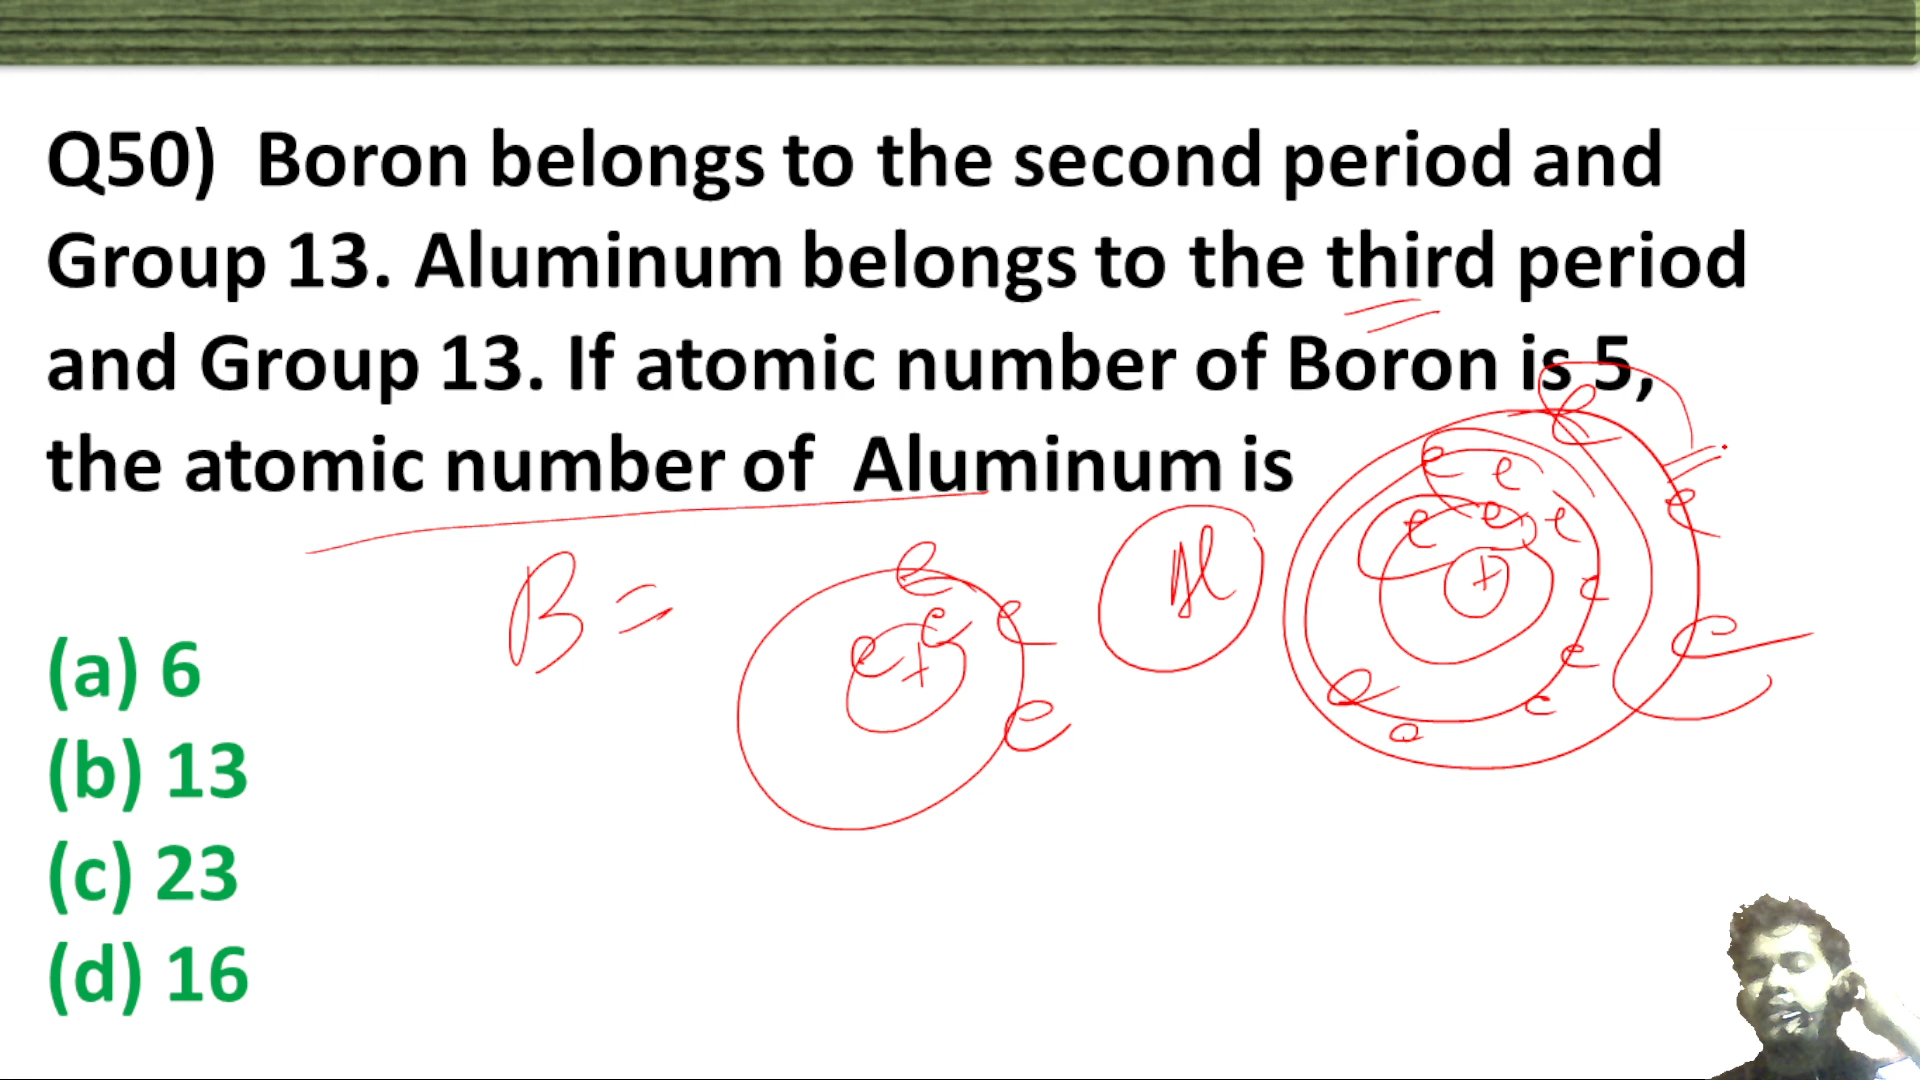 Q50) Boron belongs to the second period and
Group 13. Aluminum belongs to the third period
and Group 13. If atomic number of Boron is 5,
the atomic number of Aluminum is
B =
e
e e e
+
e
Al
e
e e e
e e e
+
e
e
e e
e
(a) 6
(b) 13
(c) 23
(d) 16